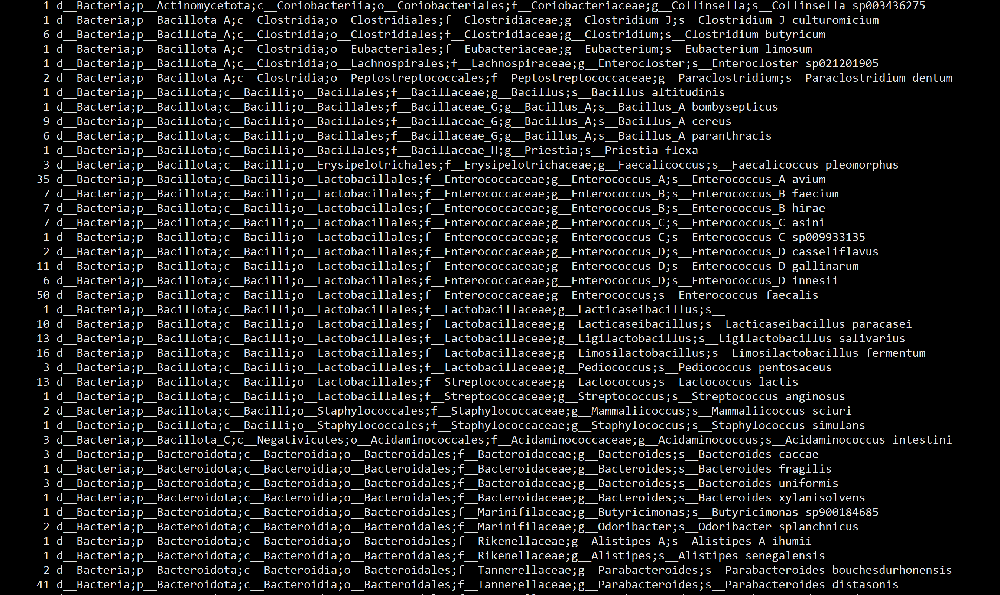 1 d__Bacteria;p__Actinomycetota;c__Coriobacteriia;o__Coriobacteriales;f__Coriobacteriaceae;g__Collinsella;s__Collinsella sp003436275
1 d__Bacteria;p__Bacillota_A;c__Clostridia;o__Clostridiales;f__Clostridiaceae;g__Clostridium_J;s__Clostridium_J culturomicium
6 d__Bacteria;p__Bacillota_A;c__Clostridia;o__Clostridiales;f__Clostridiaceae;g__Clostridium;s__Clostridium butyricum
1 d__Bacteria;p__Bacillota_A;c__Clostridia;o__Eubacteriales;f__Eubacteriaceae;g__Eubacterium;s__Eubacterium limosum
1 d__Bacteria;p__Bacillota_A;c__Clostridia;o__Lachnospirales;f__Lachnospiraceae;g__Enterocloster;s__Enterocloster sp021201905
2 d__Bacteria;p__Bacillota_A;c__Clostridia;o__Peptostreptococcales;f__Peptostreptococcaceae;g__Paraclostridium;s__Paraclostridium dentum
1 d__Bacteria;p__Bacillota;c__Bacilli;o__Bacillales;f__Bacillaceae;g__Bacillus;s__Bacillus altitudinis
1 d__Bacteria;p__Bacillota;c__Bacilli;o__Bacillales;f__Bacillaceae_G;g__Bacillus_A;s__Bacillus_A bombysepticus
9 d__Bacteria;p__Bacillota;c__Bacilli;o__Bacillales;f__Bacillaceae_G;g__Bacillus_A;s__Bacillus_A cereus
6 d__Bacteria;p__Bacillota;c__Bacilli;o__Bacillales;f__Bacillaceae_G;g__Bacillus_A;s__Bacillus_A paranthracis
1 d__Bacteria;p__Bacillota;c__Bacilli;o__Bacillales;f__Bacillaceae_H;g__Priestia;s__Priestia flexa
3 d__Bacteria;p__Bacillota;c__Bacilli;o__Erysipelotrichales;f__Erysipelotrichaceae;g__Faecalicoccus;s__Faecalicoccus pleomorphus
35 d__Bacteria;p__Bacillota;c__Bacilli;o__Lactobacillales;f__Enterococcaceae;g__Enterococcus_A;s__Enterococcus_A avium
7 d__Bacteria;p__Bacillota;c__Bacilli;o__Lactobacillales;f__Enterococcaceae;g__Enterococcus_B;s__Enterococcus_B faecium
7 d__Bacteria;p__Bacillota;c__Bacilli;o__Lactobacillales;f__Enterococcaceae;g__Enterococcus_B;s__Enterococcus_B hirae
7 d__Bacteria;p__Bacillota;c__Bacilli;o__Lactobacillales;f__Enterococcaceae;g__Enterococcus_C;s__Enterococcus_C asini
1 d__Bacteria;p__Bacillota;c__Bacilli;o__Lactobacillales;f__Enterococcaceae;g__Enterococcus_C;s__Enterococcus_C sp009933135
2 d__Bacteria;p__Bacillota;c__Bacilli;o__Lactobacillales;f__Enterococcaceae;g__Enterococcus_D;s__Enterococcus_D casseliflavus
11 d__Bacteria;p__Bacillota;c__Bacilli;o__Lactobacillales;f__Enterococcaceae;g__Enterococcus_D;s__Enterococcus_D gallinarum
6 d__Bacteria;p__Bacillota;c__Bacilli;o__Lactobacillales;f__Enterococcaceae;g__Enterococcus_D;s__Enterococcus_D innesii
50 d__Bacteria;p__Bacillota;c__Bacilli;o__Lactobacillales;f__Enterococcaceae;g__Enterococcus;s__Enterococcus faecalis
1 d__Bacteria;p__Bacillota;c__Bacilli;o__Lactobacillales;f__Lactobacillaceae;g__Lacticaseibacillus;s__
10 d__Bacteria;p__Bacillota;c__Bacilli;o__Lactobacillales;f__Lactobacillaceae;g__Lacticaseibacillus;s__Lacticaseibacillus paracasei
13 d__Bacteria;p__Bacillota;c__Bacilli;o__Lactobacillales;f__Lactobacillaceae;g__Ligilactobacillus;s__Ligilactobacillus salivarius
16 d__Bacteria;p__Bacillota;c__Bacilli;o__Lactobacillales;f__Lactobacillaceae;g__Limosilactobacillus;s__Limosilactobacillus fermentum
3 d__Bacteria;p__Bacillota;c__Bacilli;o__Lactobacillales;f__Lactobacillaceae;g__Pediococcus;s__Pediococcus pentosaceus
13 d__Bacteria;p__Bacillota;c__Bacilli;o__Lactobacillales;f__Streptococcaceae;g__Lactococcus;s__Lactococcus lactis
1 d__Bacteria;p__Bacillota;c__Bacilli;o__Lactobacillales;f__Streptococcaceae;g__Streptococcus;s__Streptococcus anginosus
2 d__Bacteria;p__Bacillota;c__Bacilli;o__Staphylococcales;f__Staphylococcaceae;g__Mammaliicoccus;s__Mammaliicoccus sciuri
1 d__Bacteria;p__Bacillota;c__Bacilli;o__Staphylococcales;f__Staphylococcaceae;g__Staphylococcus;s__Staphylococcus simulans
3 d__Bacteria;p__Bacillota_C;c__Negativicutes;o__Acidaminococcales;f__Acidaminococcaceae;g__Acidaminococcus;s__Acidaminococcus intestini
3 d__Bacteria;p__Bacteroidota;c__Bacteroidia;o__Bacteroidales;f__Bacteroidaceae;g__Bacteroides;s__Bacteroides caccae
1 d__Bacteria;p__Bacteroidota;c__Bacteroidia;o__Bacteroidales;f__Bacteroidaceae;g__Bacteroides;s__Bacteroides fragilis
3 d__Bacteria;p__Bacteroidota;c__Bacteroidia;o__Bacteroidales;f__Bacteroidaceae;g__Bacteroides;s__Bacteroides uniformis
1 d__Bacteria;p__Bacteroidota;c__Bacteroidia;o__Bacteroidales;f__Bacteroidaceae;g__Bacteroides;s__Bacteroides xylanisolvens
1 d__Bacteria;p__Bacteroidota;c__Bacteroidia;o__Bacteroidales;f__Marinifilaceae;g__Butyricimonas;s__Butyricimonas sp900184685
2 d__Bacteria;p__Bacteroidota;c__Bacteroidia;o__Bacteroidales;f__Marinifilaceae;g__Odoribacter;s__Odoribacter splanchnicus
1 d__Bacteria;p__Bacteroidota;c__Bacteroidia;o__Bacteroidales;f__Rikenellaceae;g__Alistipes_A;s__Alistipes_A ihumii
1 d__Bacteria;p__Bacteroidota;c__Bacteroidia;o__Bacteroidales;f__Rikenellaceae;g__Alistipes;s__Alistipes senegalensis
2 d__Bacteria;p__Bacteroidota;c__Bacteroidia;o__Bacteroidales;f__Tannerellaceae;g__Parabacteroides;s__Parabacteroides bouchesdurhonensis
41 d__Bacteria;p__Bacteroidota;c__Bacteroidia;o__Bacteroidales;f__Tannerellaceae;g__Parabacteroides;s__Parabacteroides distasonis